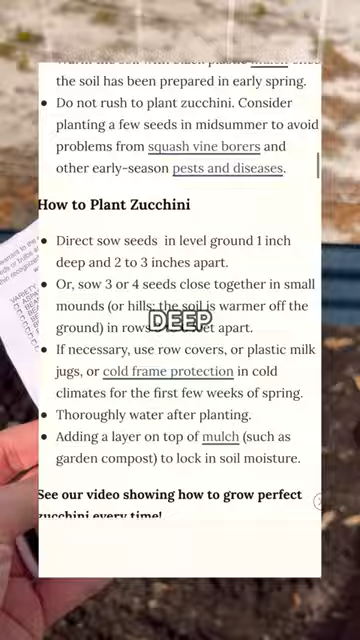 the soil has been prepared in early spring.
• Do not rush to plant zucchini. Consider
planting a few seeds in midsummer to avoid
problems from squash vine borers and
other early-season pests and diseases.
How to Plant Zucchini
• Direct sow seeds in level ground 1 inch
deep and 2 to 3 inches apart.
• Or, sow 3 or 4 seeds close together in small
mounds (or hills; the soil is warmer off the
ground) in rows apart.
DEEP
• If necessary, use row covers, or plastic milk
jugs, or cold frame protection in cold
climates for the first few weeks of spring.
• Thoroughly water after planting.
• Adding a layer on top of mulch (such as
garden compost) to lock in soil moisture.
See our video showing how to grow perfect
zucchini every time!
VARIETY